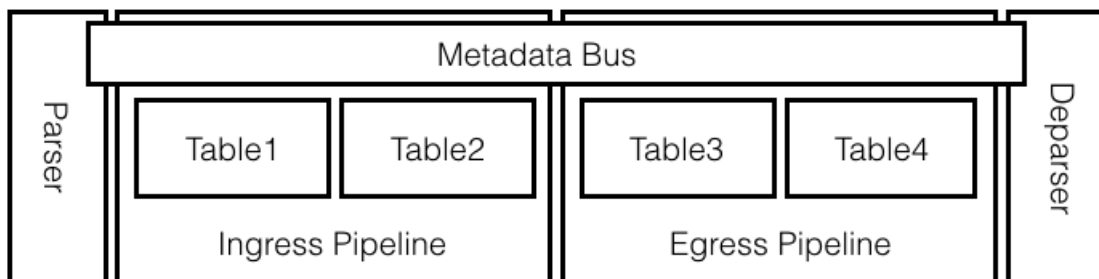 Metadata Bus
Parser
Table1
Table2
Table3
Table4
Deparser
Ingress Pipeline
Egress Pipeline